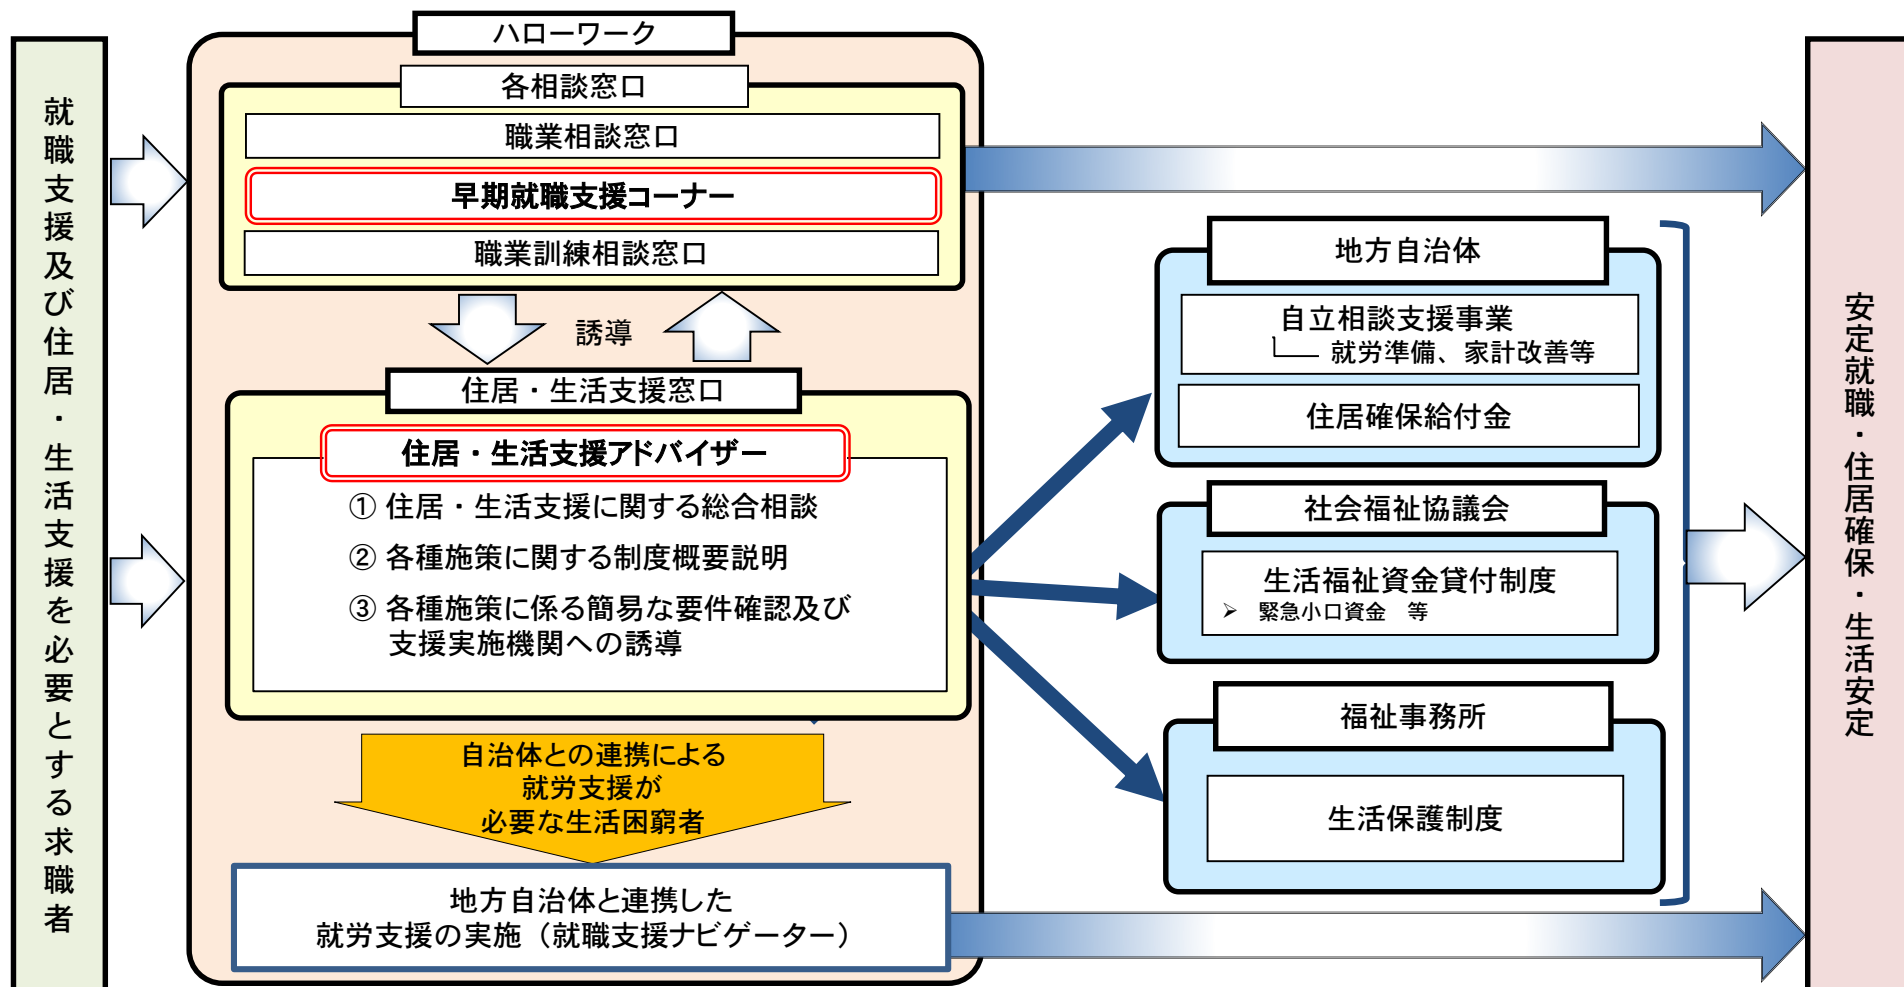 就職支援及び住居・生活支援を必要とする求職者
ハローワーク
各相談窓口
職業相談窓口
早期就職支援コーナー
職業訓練相談窓口
誘導
住居・生活支援窓口
住居・生活支援アドバイザー
① 住居・生活支援に関する総合相談
② 各種施策に関する制度概要説明
③ 各種施策に係る簡易な要件確認及び
支援実施機関への誘導
自治体との連携による
就労支援が
必要な生活困窮者
地方自治体と連携した
就労支援の実施（就職支援ナビゲーター）
地方自治体
自立相談支援事業
就労準備、家計改善等
住居確保給付金
社会福祉協議会
生活福祉資金貸付制度
➢ 緊急小口資金　等
福祉事務所
生活保護制度
安定就職・住居確保・生活安定